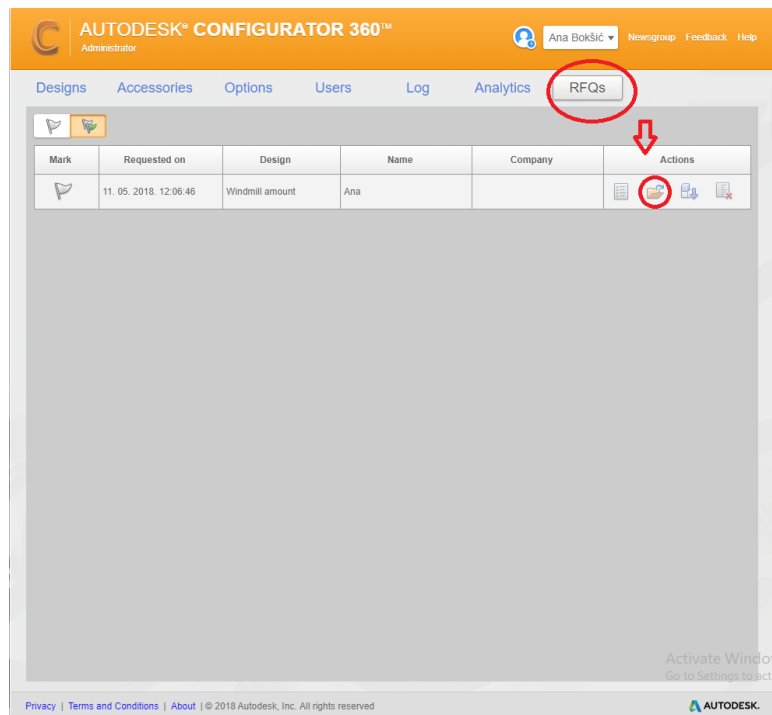 AUTODESK® CONFIGURATOR 360™
Administrator
Ana Bokšić
Newsgroup Feedback Help
Designs Accessories Options Users Log Analytics RFQs
Mark Requested on Design Name Company Actions
11. 05. 2018. 12:06:46 Windmill amount Ana
Activate Windo
Go to Settings to act
Privacy | Terms and Conditions | About | © 2018 Autodesk, Inc. All rights reserved
AUTODESK.